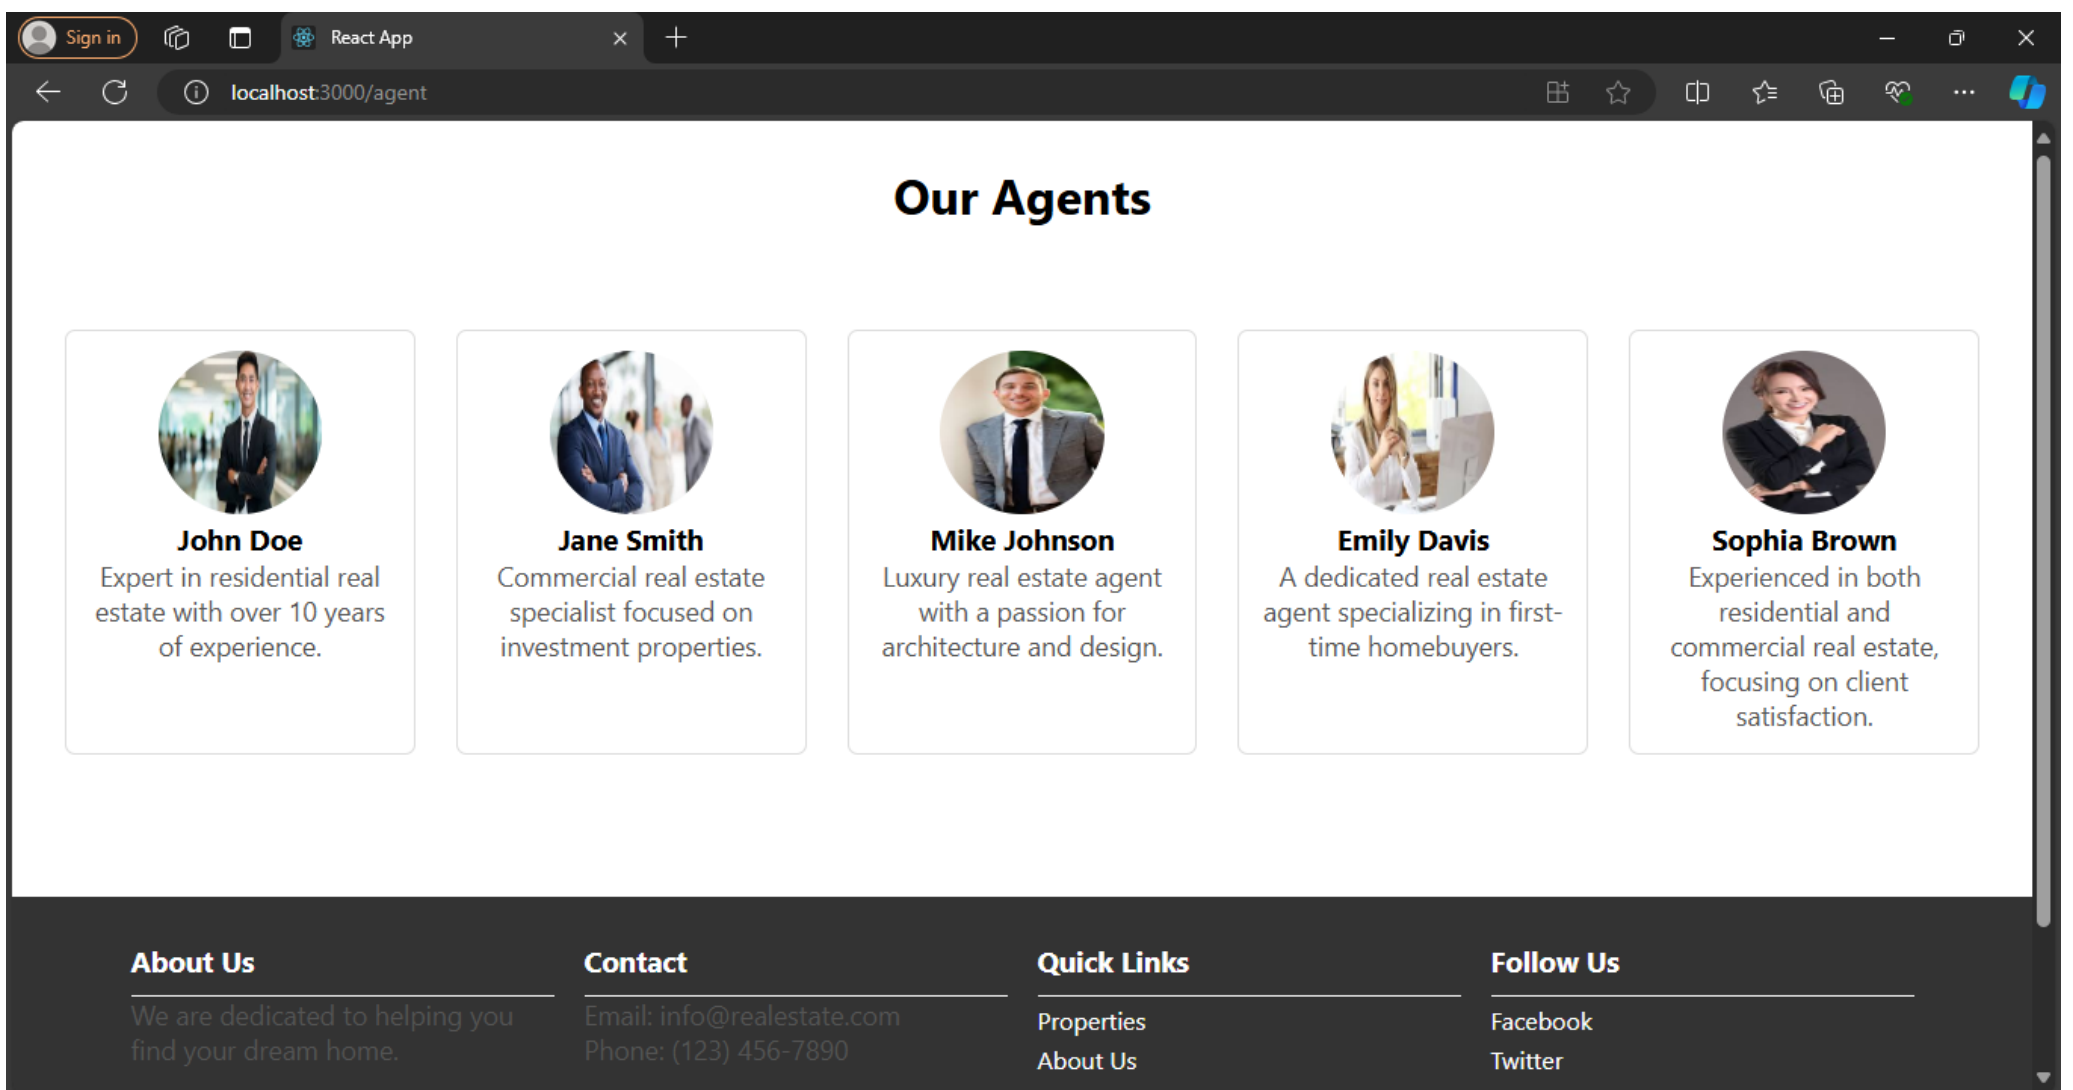 Sign in
React App
localhost:3000/agent
Our Agents
John Doe
Expert in residential real
estate with over 10 years
of experience.
Jane Smith
Commercial real estate
specialist focused on
investment properties.
Mike Johnson
Luxury real estate agent
with a passion for
architecture and design.
Emily Davis
A dedicated real estate
agent specializing in first-
time homebuyers.
Sophia Brown
Experienced in both
residential and
commercial real estate,
focusing on client
satisfaction.
About Us
We are dedicated to helping you
find your dream home.
Contact
Email: info@realestate.com
Phone: (123) 456-7890
Quick Links
Properties
About Us
Follow Us
Facebook
Twitter